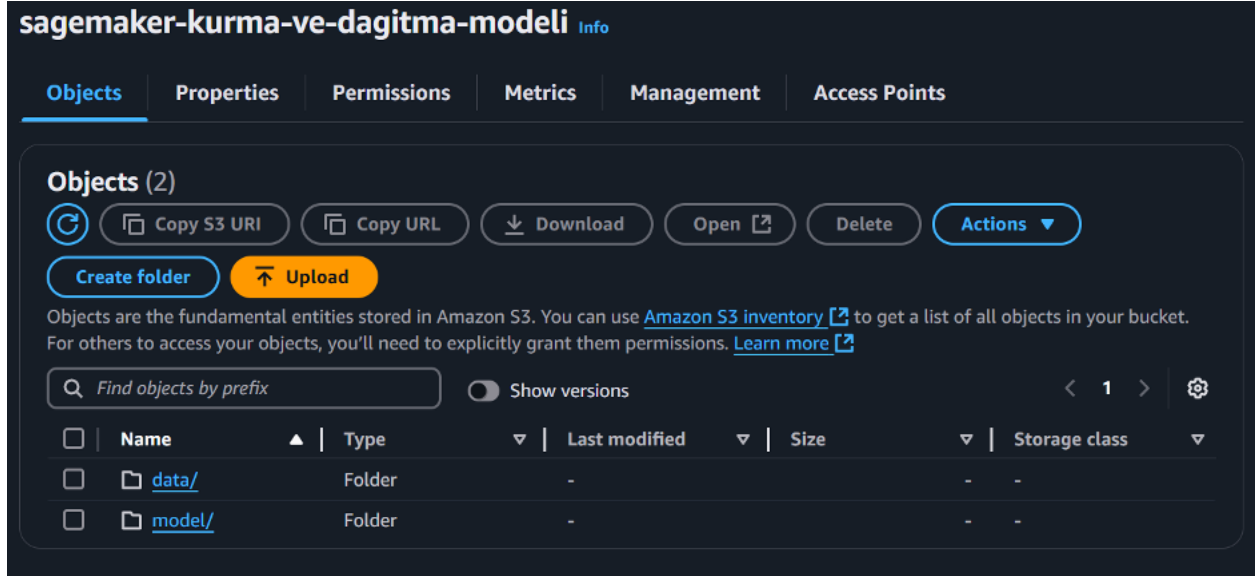 sagemaker-kurma-ve-dagitma-modeli Info
Objects Properties Permissions Metrics Management Access Points
Objects (2)
Copy S3 URI Copy URL Download Open Delete Actions
Create folder Upload
Objects are the fundamental entities stored in Amazon S3. You can use Amazon S3 inventory to get a list of all objects in your bucket.
For others to access your objects, you'll need to explicitly grant them permissions. Learn more
Find objects by prefix Show versions 1
Name Type Last modified Size Storage class
data/ Folder - - -
model/ Folder - - -